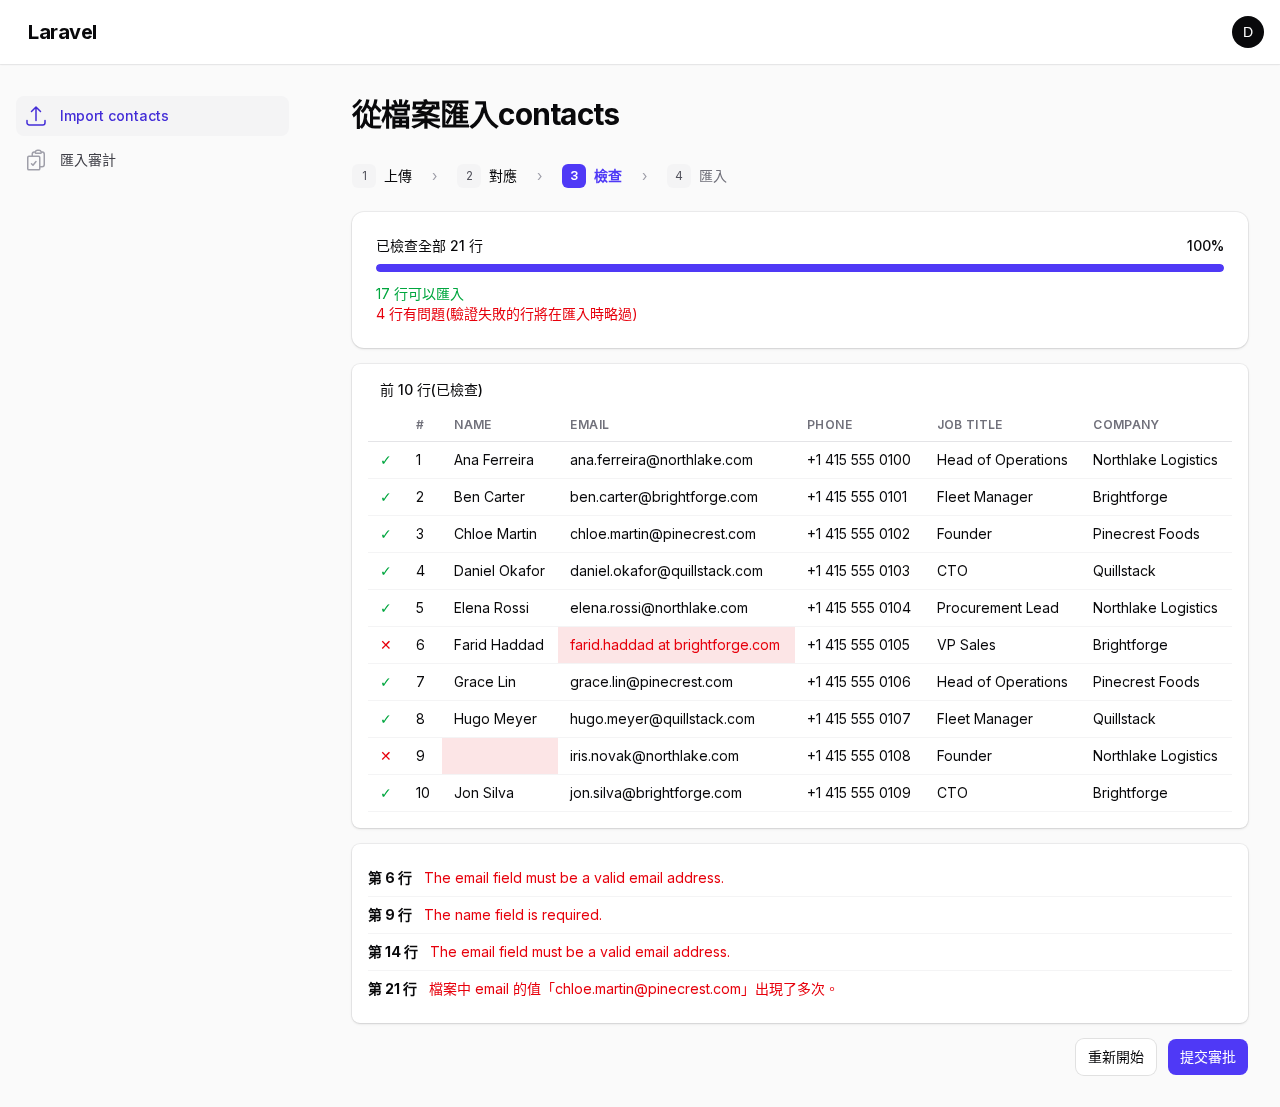 Laravel
D
Import contacts
匯入審計
從檔案匯入contacts
1 上傳 › 2 對應 › 3 檢查 › 4 匯入
已檢查全部 21 行 100%
17 行可以匯入
4 行有問題(驗證失敗的行將在匯入時略過)
前 10 行(已檢查)
# NAME EMAIL PHONE JOB TITLE COMPANY
✓ 1 Ana Ferreira ana.ferreira@northlake.com +1 415 555 0100 Head of Operations Northlake Logistics
✓ 2 Ben Carter ben.carter@brightforge.com +1 415 555 0101 Fleet Manager Brightforge
✓ 3 Chloe Martin chloe.martin@pinecrest.com +1 415 555 0102 Founder Pinecrest Foods
✓ 4 Daniel Okafor daniel.okafor@quillstack.com +1 415 555 0103 CTO Quillstack
✓ 5 Elena Rossi elena.rossi@northlake.com +1 415 555 0104 Procurement Lead Northlake Logistics
✕ 6 Farid Haddad farid.haddad at brightforge.com +1 415 555 0105 VP Sales Brightforge
✓ 7 Grace Lin grace.lin@pinecrest.com +1 415 555 0106 Head of Operations Pinecrest Foods
✓ 8 Hugo Meyer hugo.meyer@quillstack.com +1 415 555 0107 Fleet Manager Quillstack
✕ 9 iris.novak@northlake.com +1 415 555 0108 Founder Northlake Logistics
✓ 10 Jon Silva jon.silva@brightforge.com +1 415 555 0109 CTO Brightforge
第 6 行 The email field must be a valid email address.
第 9 行 The name field is required.
第 14 行 The email field must be a valid email address.
第 21 行 檔案中 email 的值「chloe.martin@pinecrest.com」出現了多次。
重新開始 提交審批